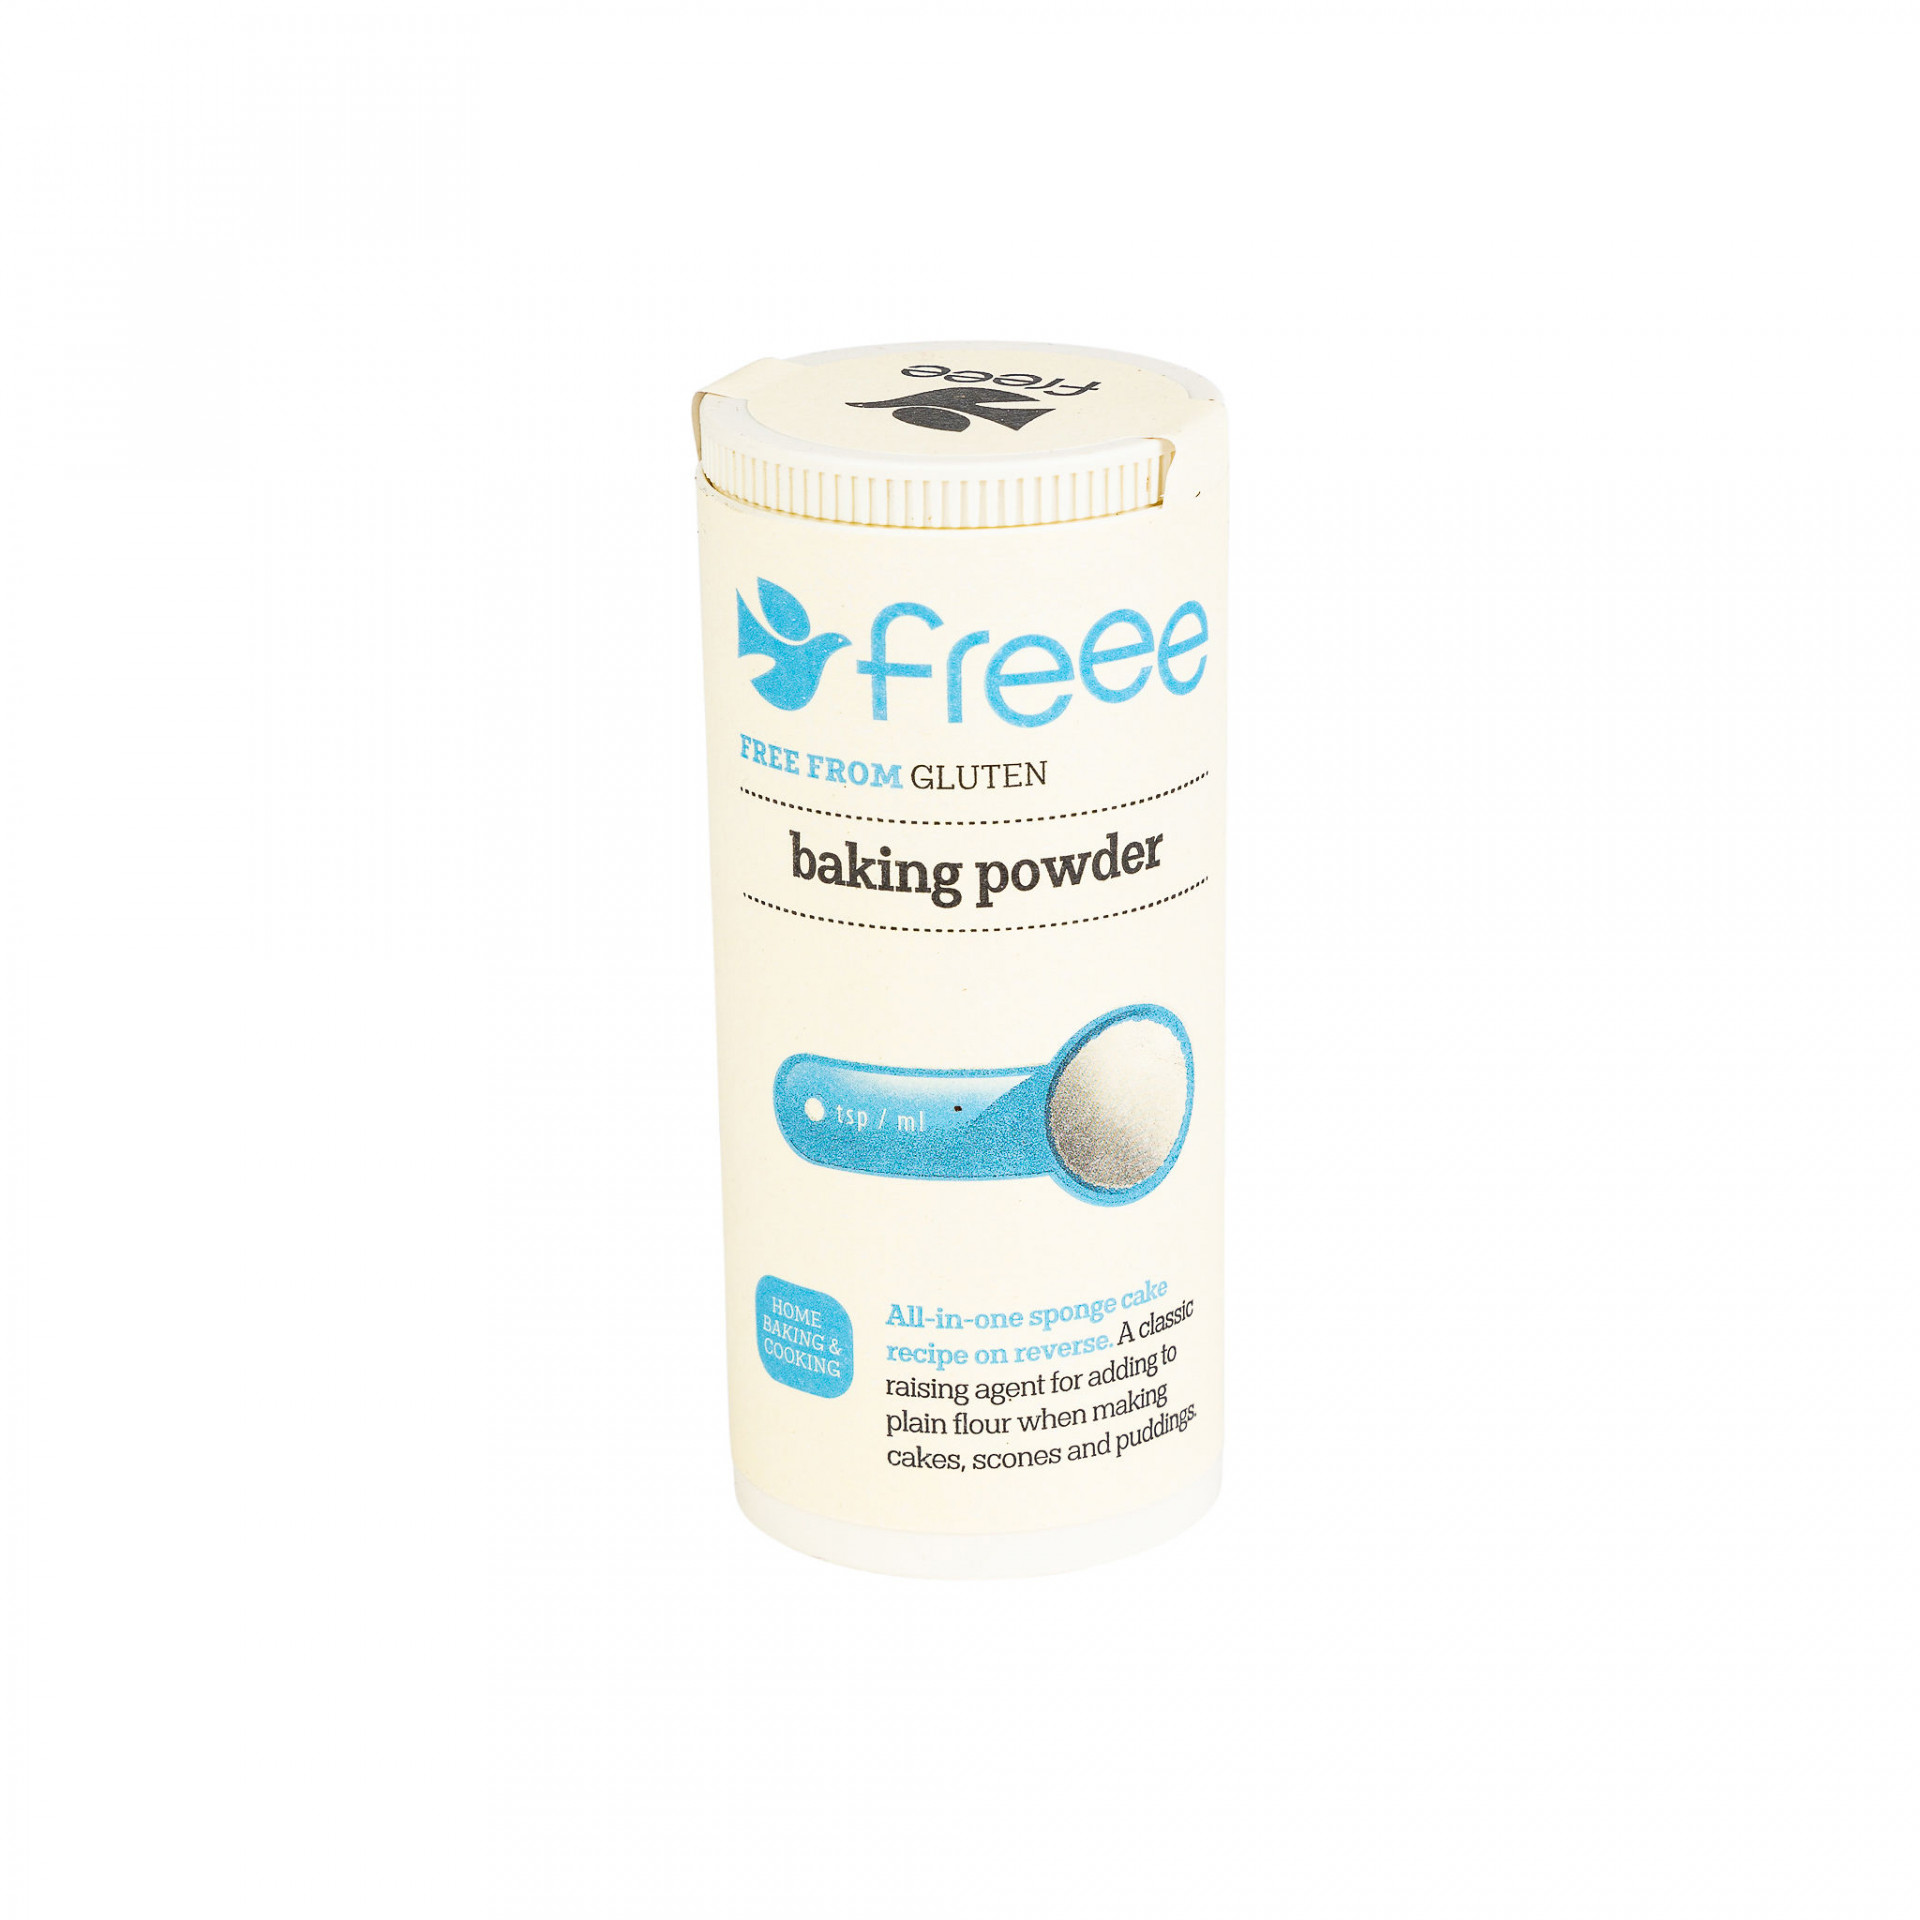 freee
freee
FREE FROM GLUTEN
baking powder
tsp / ml
HOME
BAKING &
COOKING
All-in-one sponge cake
recipe on reverse. A classic
raising agent for adding to
plain flour when making
cakes, scones and puddings.